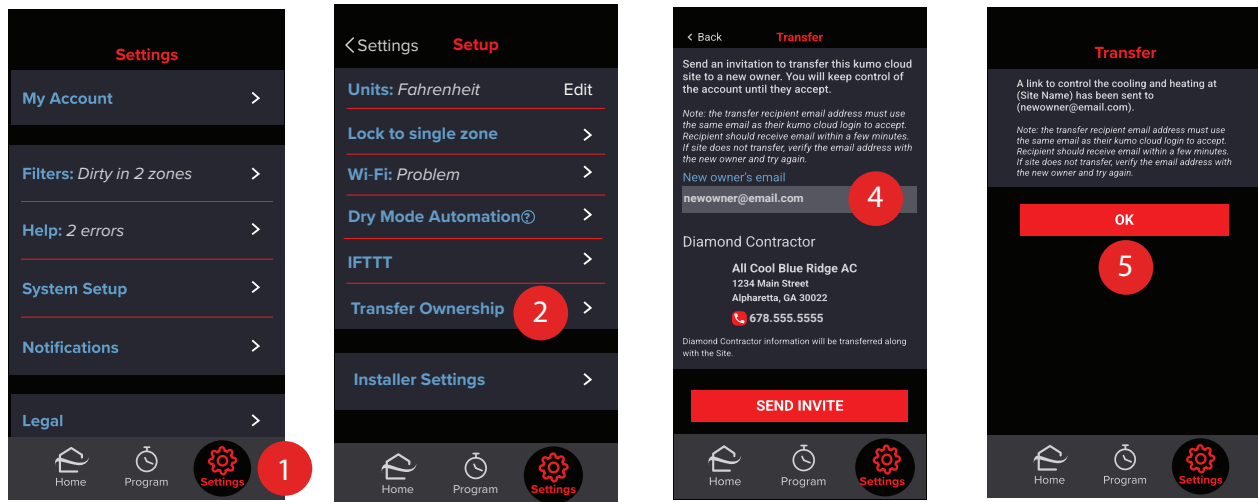 Settings
My Account
Filters: Dirty in 2 zones
Help: 2 errors
System Setup
Notifications
Legal
Home
Program
Settings
1
Settings
Setup
Units: Fahrenheit
Edit
Lock to single zone
Wi-Fi: Problem
Dry Mode Automation?
IFTTT
Transfer Ownership
2
Installer Settings
Home
Program
Settings
Back
Transfer
Send an invitation to transfer this kumo cloud
site to a new owner. You will keep control of
the account until they accept.
Note: the transfer recipient email address must use
the same email as their kumo cloud login to accept.
Recipient should receive email within a few minutes.
If site does not transfer, verify the email address with
the new owner and try again.
New owner's email
newowner@email.com
4
Diamond Contractor
All Cool Blue Ridge AC
1234 Main Street
Alpharetta, GA 30022
678.555.5555
Diamond Contractor information will be transferred along
with the Site.
SEND INVITE
Home
Program
Settings
Transfer
A link to control the cooling and heating at
(Site Name) has been sent to
(newowner@email.com).
Note: the transfer recipient email address must use
the same email as their kumo cloud login to accept.
Recipient should receive email within a few minutes.
If site does not transfer, verify the email address with
the new owner and try again.
OK
5
Home
Program
Settings